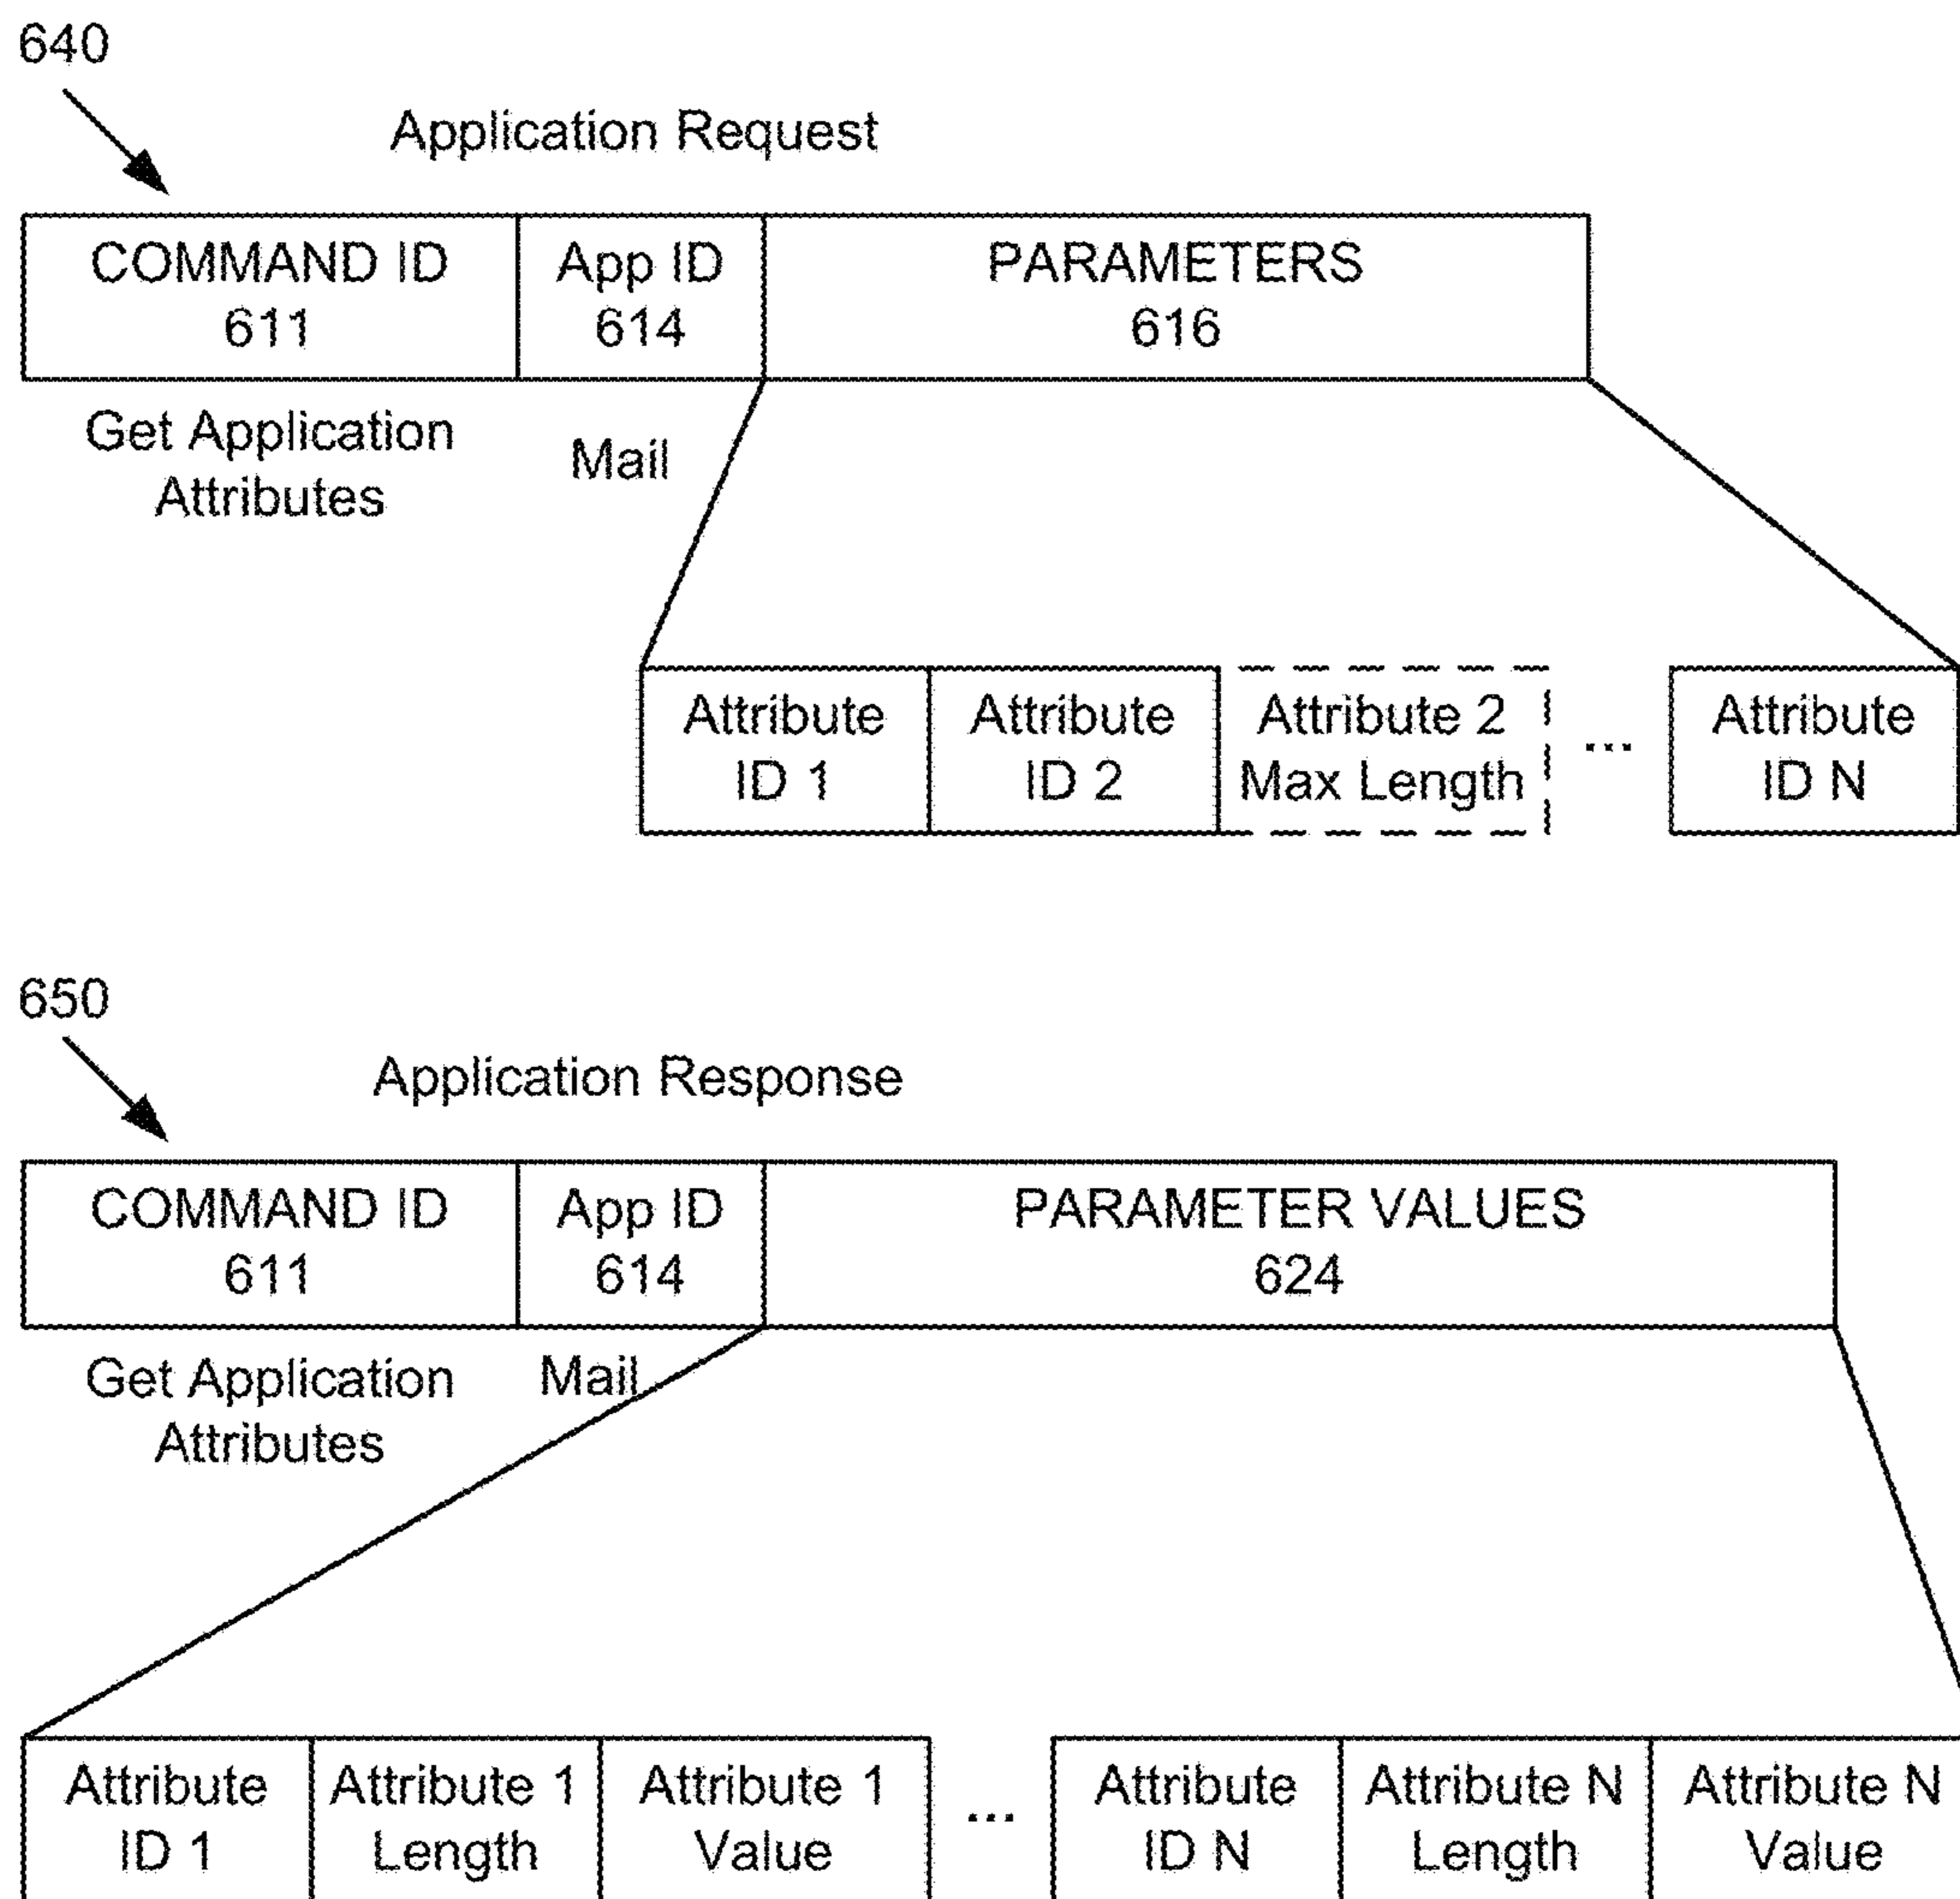 640
Application Request
COMMAND ID App ID PARAMETERS
611 614 616
Get Application
Attributes
Mail
Attribute Attribute Attribute 2 ... Attribute
ID 1 ID 2 Max Length ID N
650
Application Response
COMMAND ID App ID PARAMETER VALUES
611 614 624
Get Application Mail
Attributes
Attribute Attribute 1 Attribute 1 ... Attribute Attribute N Attribute N
ID 1 Length Value ID N Length Value